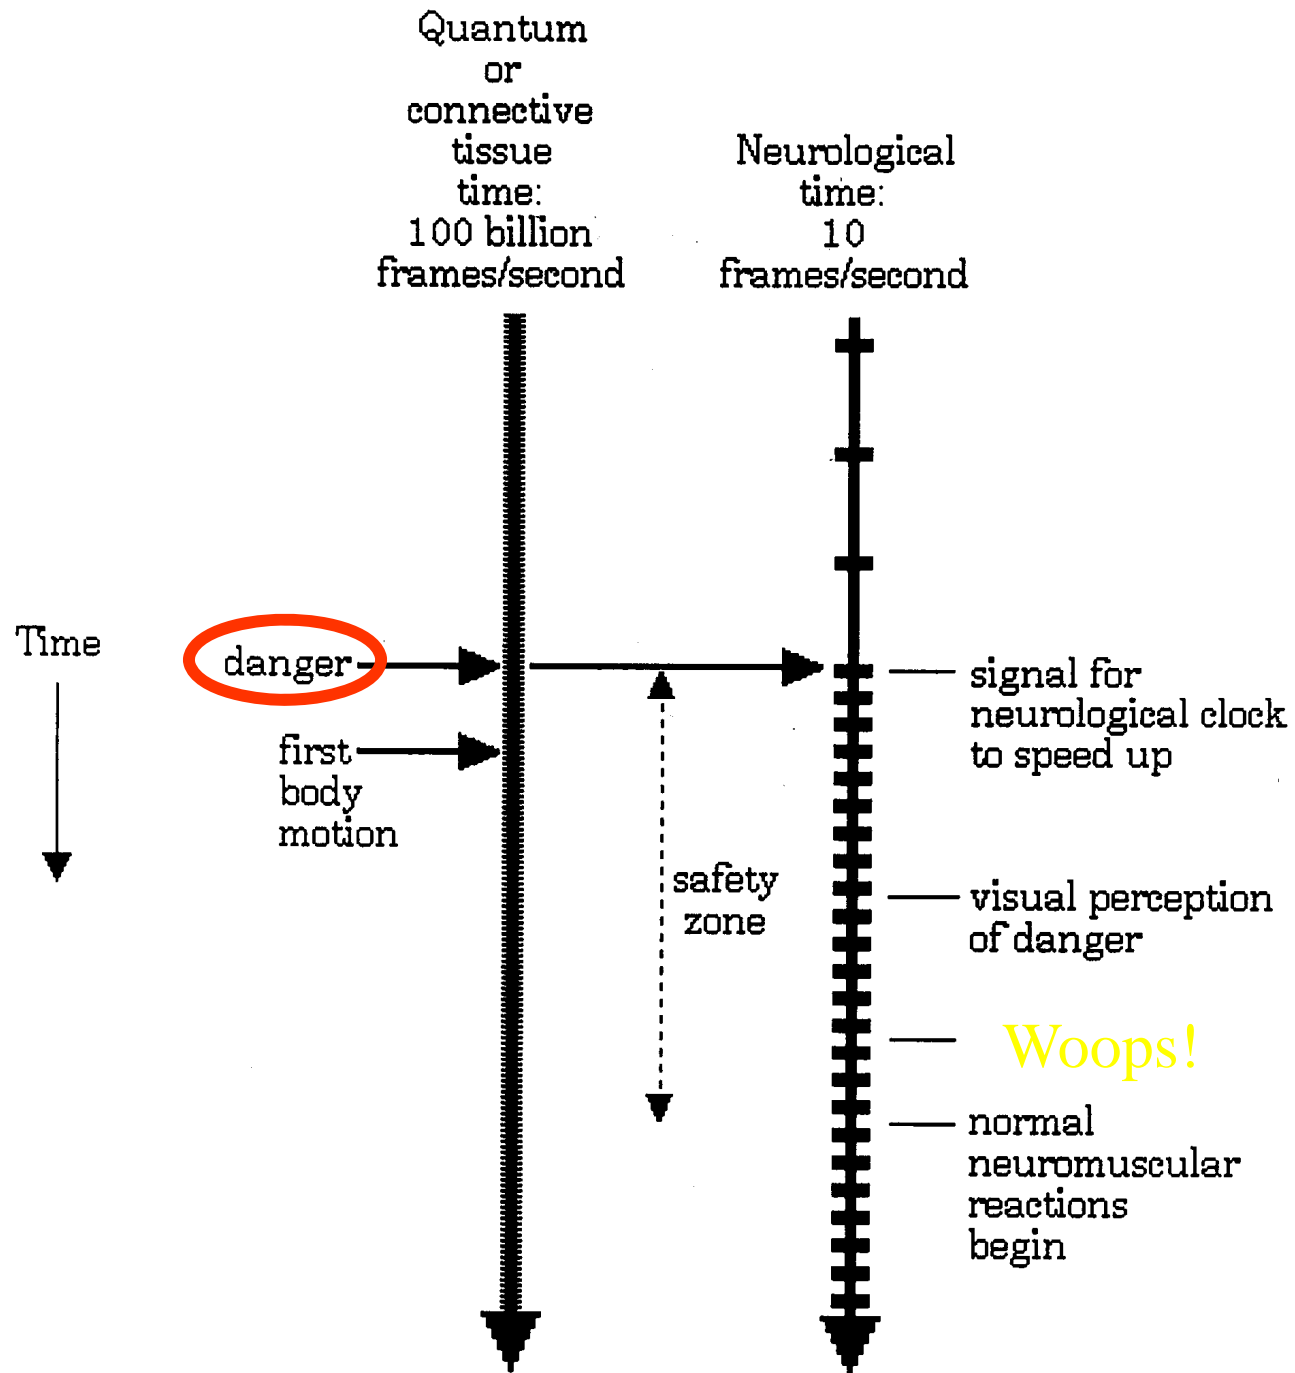 Quantum
or
connective
tissue
time:
100 billion
frames/second
Neurological
time:
10
frames/second
Time
danger
first
body
motion
safety
zone
signal for
neurological clock
to speed up
visual perception
of danger
Woops!
normal
neuromuscular
reactions
begin